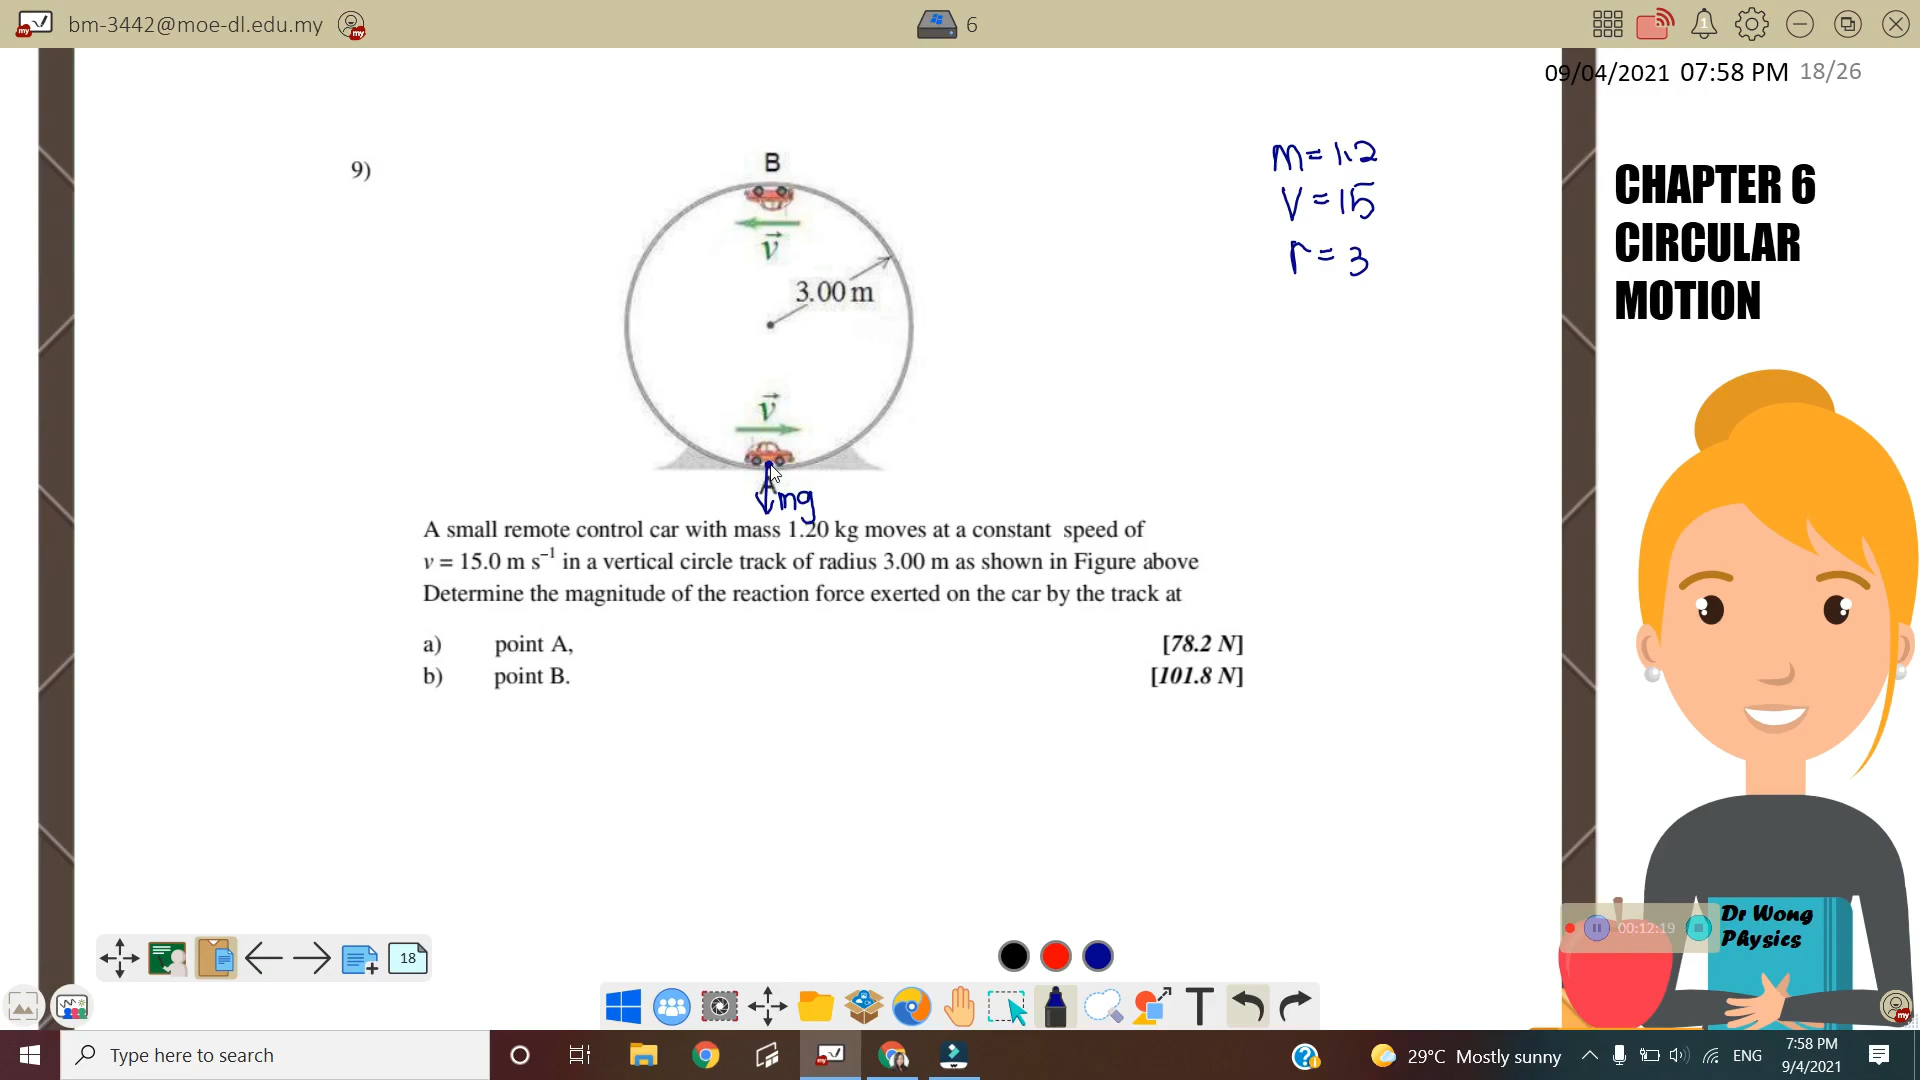 bm-3442@moe-dl.edu.my
6
1
09/04/2021 07:58 PM 18/26
9)
B
v
3.00 m
v
A
mg
m = 1.2
v = 15
r = 3
CHAPTER 6
CIRCULAR
MOTION
A small remote control car with mass 1.20 kg moves at a constant speed of
v = 15.0 m s⁻¹ in a vertical circle track of radius 3.00 m as shown in Figure above
Determine the magnitude of the reaction force exerted on the car by the track at
a) point A, [78.2 N]
b) point B. [101.8 N]
Dr Wong
Physics
00:12:19
18
T
Type here to search
29°C Mostly sunny
ENG
7:58 PM
9/4/2021